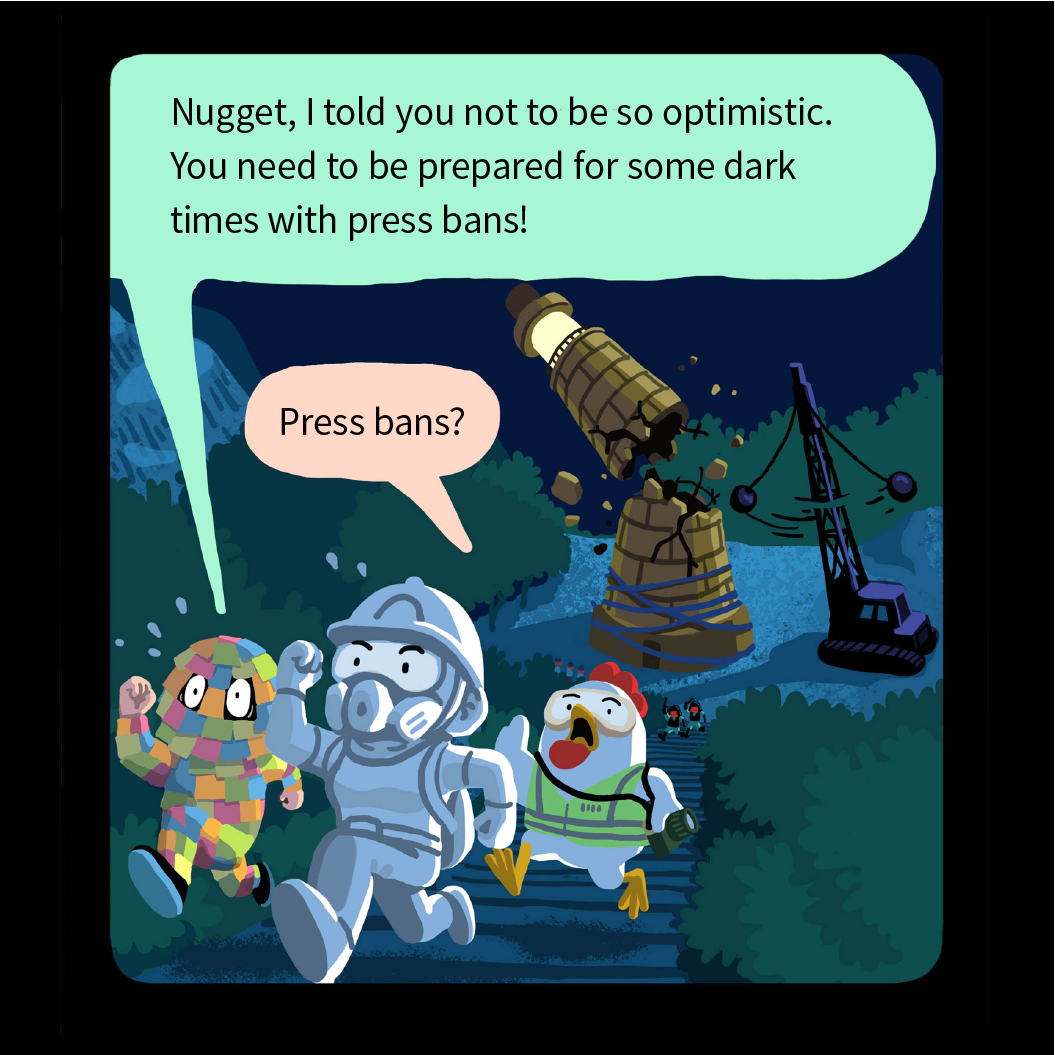 Nugget, I told you not to be so optimistic.
You need to be prepared for some dark
times with press bans!
Press bans?